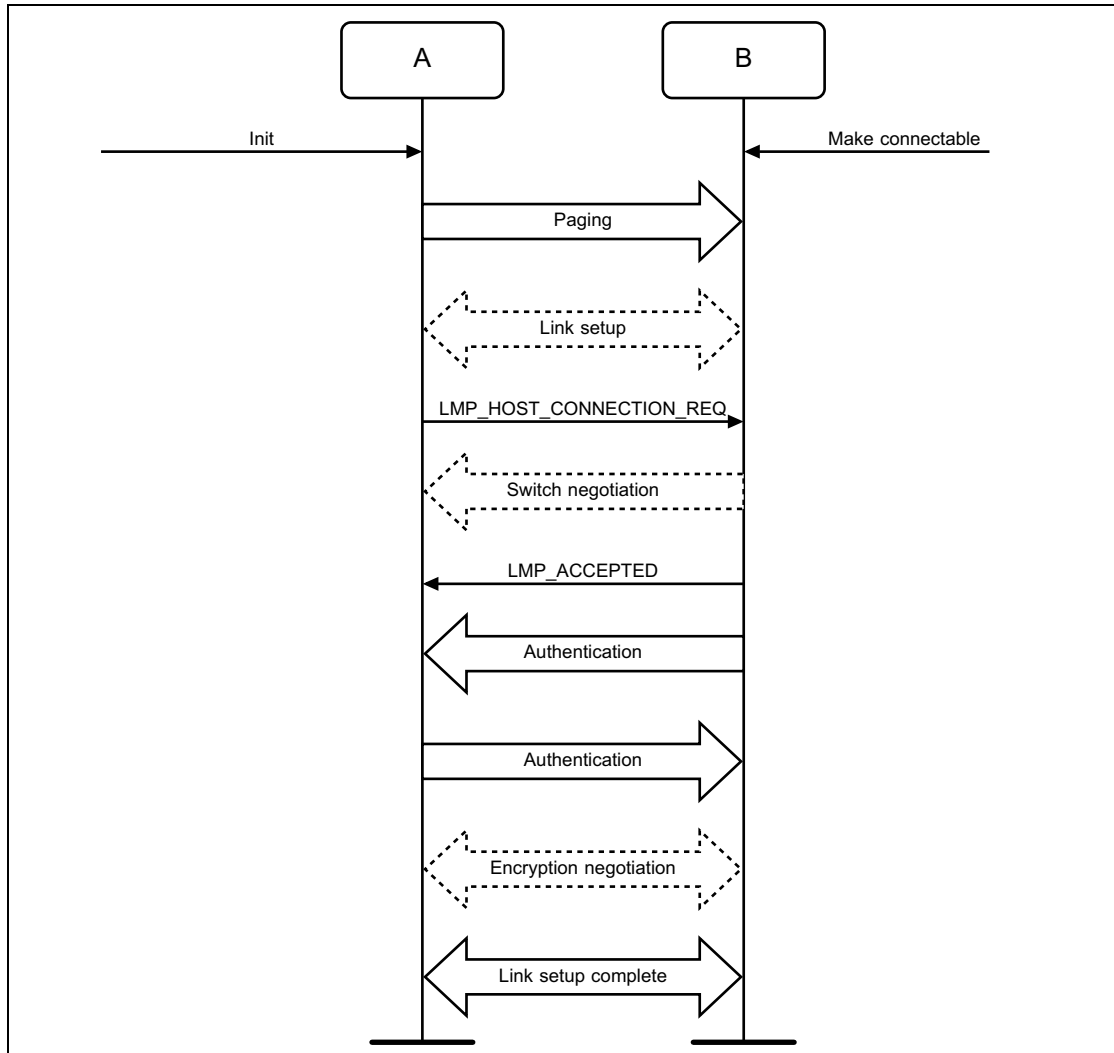 A
B
Init
Make connectable
Paging
Link setup
LMP_HOST_CONNECTION_REQ
Switch negotiation
LMP_ACCEPTED
Authentication
Authentication
Encryption negotiation
Link setup complete